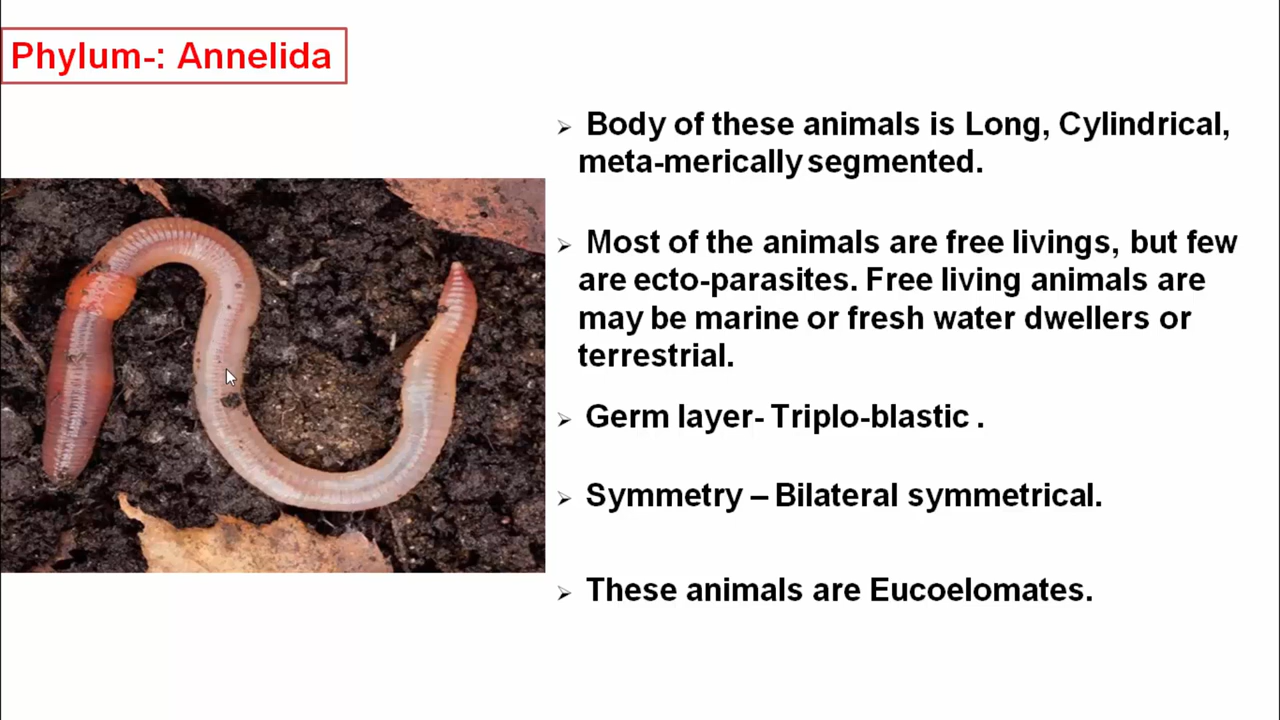 Phylum-: Annelida
Body of these animals is Long, Cylindrical,
meta-merically segmented.
Most of the animals are free livings, but few
are ecto-parasites. Free living animals are
may be marine or fresh water dwellers or
terrestrial.
Germ layer- Triplo-blastic .
Symmetry – Bilateral symmetrical.
These animals are Eucoelomates.